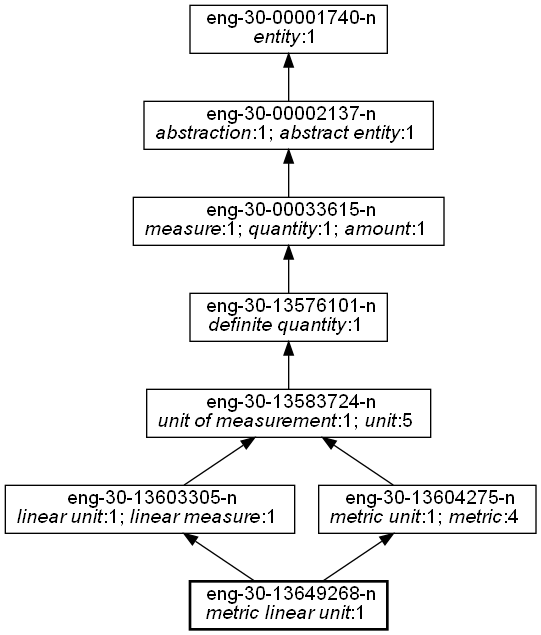 eng-30-00001740-n
entity:1
eng-30-00002137-n
abstraction:1; abstract entity:1
eng-30-00033615-n
measure:1; quantity:1; amount:1
eng-30-13576101-n
definite quantity:1
eng-30-13583724-n
unit of measurement:1; unit:5
eng-30-13603305-n
linear unit:1; linear measure:1
eng-30-13604275-n
metric unit:1; metric:4
eng-30-13649268-n
metric linear unit:1